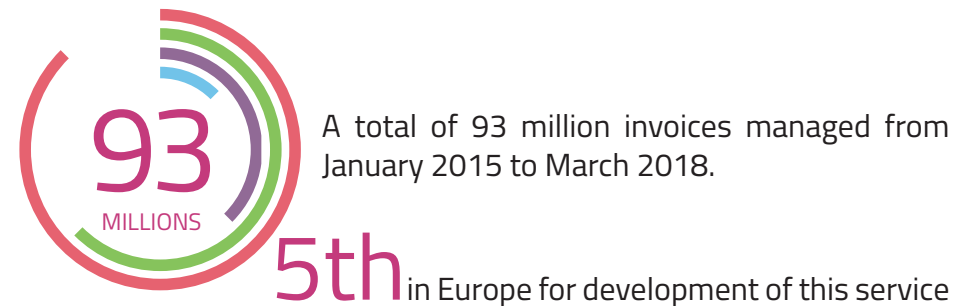 93
MILLIONS
A total of 93 million invoices managed from
January 2015 to March 2018.
5th in Europe for development of this service